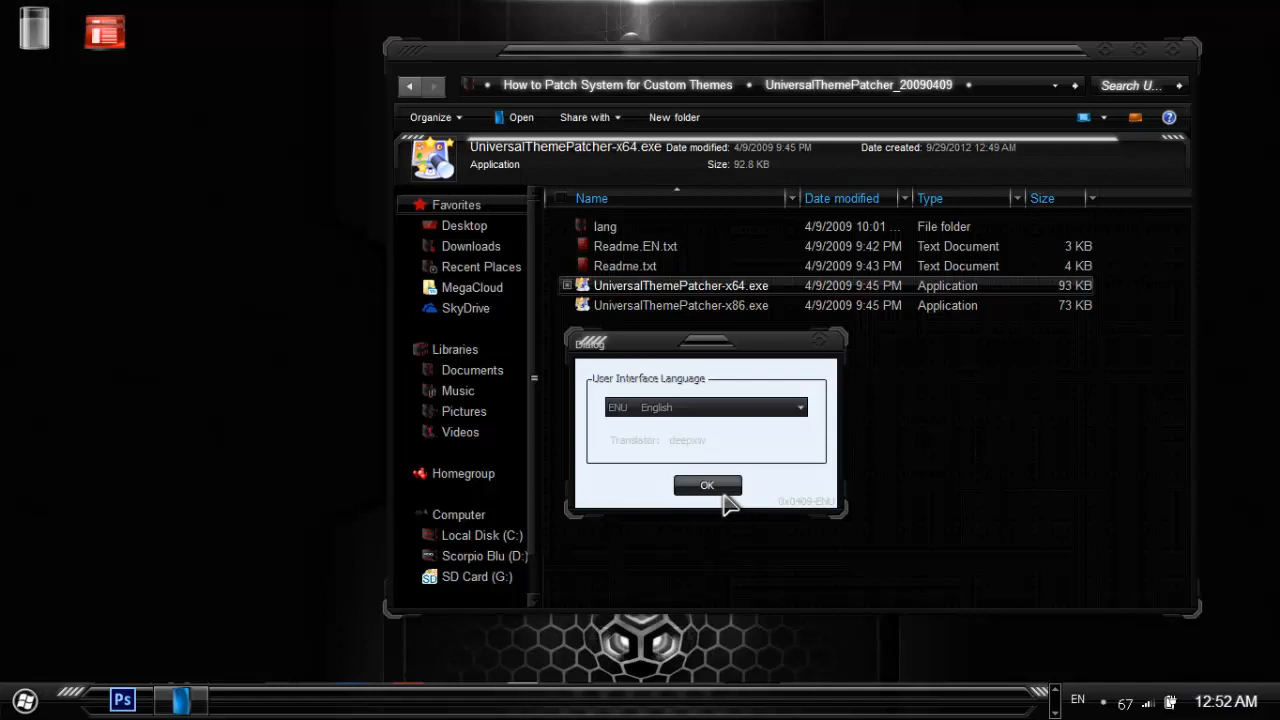 How to Patch System for Custom Themes • UniversalThemePatcher_20090409 •
Search U...
Organize
Open
Share with
New folder
UniversalThemePatcher-x64.exe Date modified: 4/9/2009 9:45 PM Date created: 9/29/2012 12:49 AM
Application Size: 92.8 KB
Name Date modified Type Size
lang 4/9/2009 10:01 ... File folder
Readme.EN.txt 4/9/2009 9:42 PM Text Document 3 KB
Readme.txt 4/9/2009 9:43 PM Text Document 4 KB
UniversalThemePatcher-x64.exe 4/9/2009 9:45 PM Application 93 KB
UniversalThemePatcher-x86.exe 4/9/2009 9:45 PM Application 73 KB
Favorites
Desktop
Downloads
Recent Places
MegaCloud
SkyDrive
Libraries
Documents
Music
Pictures
Videos
Homegroup
Computer
Local Disk (C:)
Scorpio Blu (D:)
SD Card (G:)
Dialog
User Interface Language
ENU English
Translator: deepxw
OK
0x0409-ENU
Ps
EN
67
12:52 AM